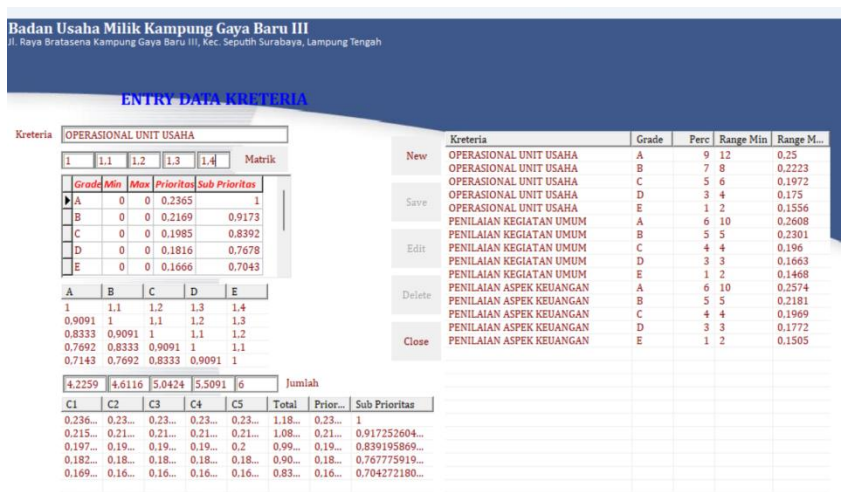 Badan Usaha Milik Kampung Gaya Baru III
Jl. Raya Bratasena Kampung Gaya Baru III, Kec. Seputih Surabaya, Lampung Tengah
ENTRY DATA KRETERIA
Kreteria OPERASIONAL UNIT USAHA
1 1.1 1.2 1.3 1.4 Matrik
Grade Min Max Prioritas Sub Prioritas
A 0 0 0.2365 1
B 0 0 0.2169 0,9173
C 0 0 0.1985 0,8392
D 0 0 0.1816 0,7678
E 0 0 0.1666 0,7043
A B C D E
1 1,1 1,2 1,3 1,4
0,9091 1 1,1 1,2 1,3
0,8333 0,9091 1 1,1 1,2
0,7692 0,8333 0,9091 1 1,1
0,7143 0,7692 0,8333 0,9091 1
4,2259 4,6116 5,0424 5,5091 6 Jumlah
C1 C2 C3 C4 C5 Total Prior... Sub Prioritas
0,236... 0,23... 0,23... 0,23... 0,23... 1,18... 0,23... 1
0,215... 0,21... 0,21... 0,21... 0,21... 1,08... 0,21... 0,917252604...
0,197... 0,19... 0,19... 0,19... 0,2 0,99... 0,19... 0,839195869...
0,182... 0,18... 0,18... 0,18... 0,18... 0,90... 0,18... 0,767775919...
0,169... 0,16... 0,16... 0,16... 0,16... 0,83... 0,16... 0,704272180...
New
Save
Edit
Delete
Close
Kreteria Grade Perc Range Min Range M...
OPERASIONAL UNIT USAHA A 9 12 0,25
OPERASIONAL UNIT USAHA B 7 8 0,2223
OPERASIONAL UNIT USAHA C 5 6 0,1972
OPERASIONAL UNIT USAHA D 3 4 0,175
OPERASIONAL UNIT USAHA E 1 2 0,1556
PENILAIAN KEGIATAN UMUM A 6 10 0,2608
PENILAIAN KEGIATAN UMUM B 5 5 0,2301
PENILAIAN KEGIATAN UMUM C 4 4 0,196
PENILAIAN KEGIATAN UMUM D 3 3 0,1663
PENILAIAN KEGIATAN UMUM E 1 2 0,1468
PENILAIAN ASPEK KEUANGAN A 6 10 0,2574
PENILAIAN ASPEK KEUANGAN B 5 5 0,2181
PENILAIAN ASPEK KEUANGAN C 4 4 0,1969
PENILAIAN ASPEK KEUANGAN D 3 3 0,1772
PENILAIAN ASPEK KEUANGAN E 1 2 0,1505